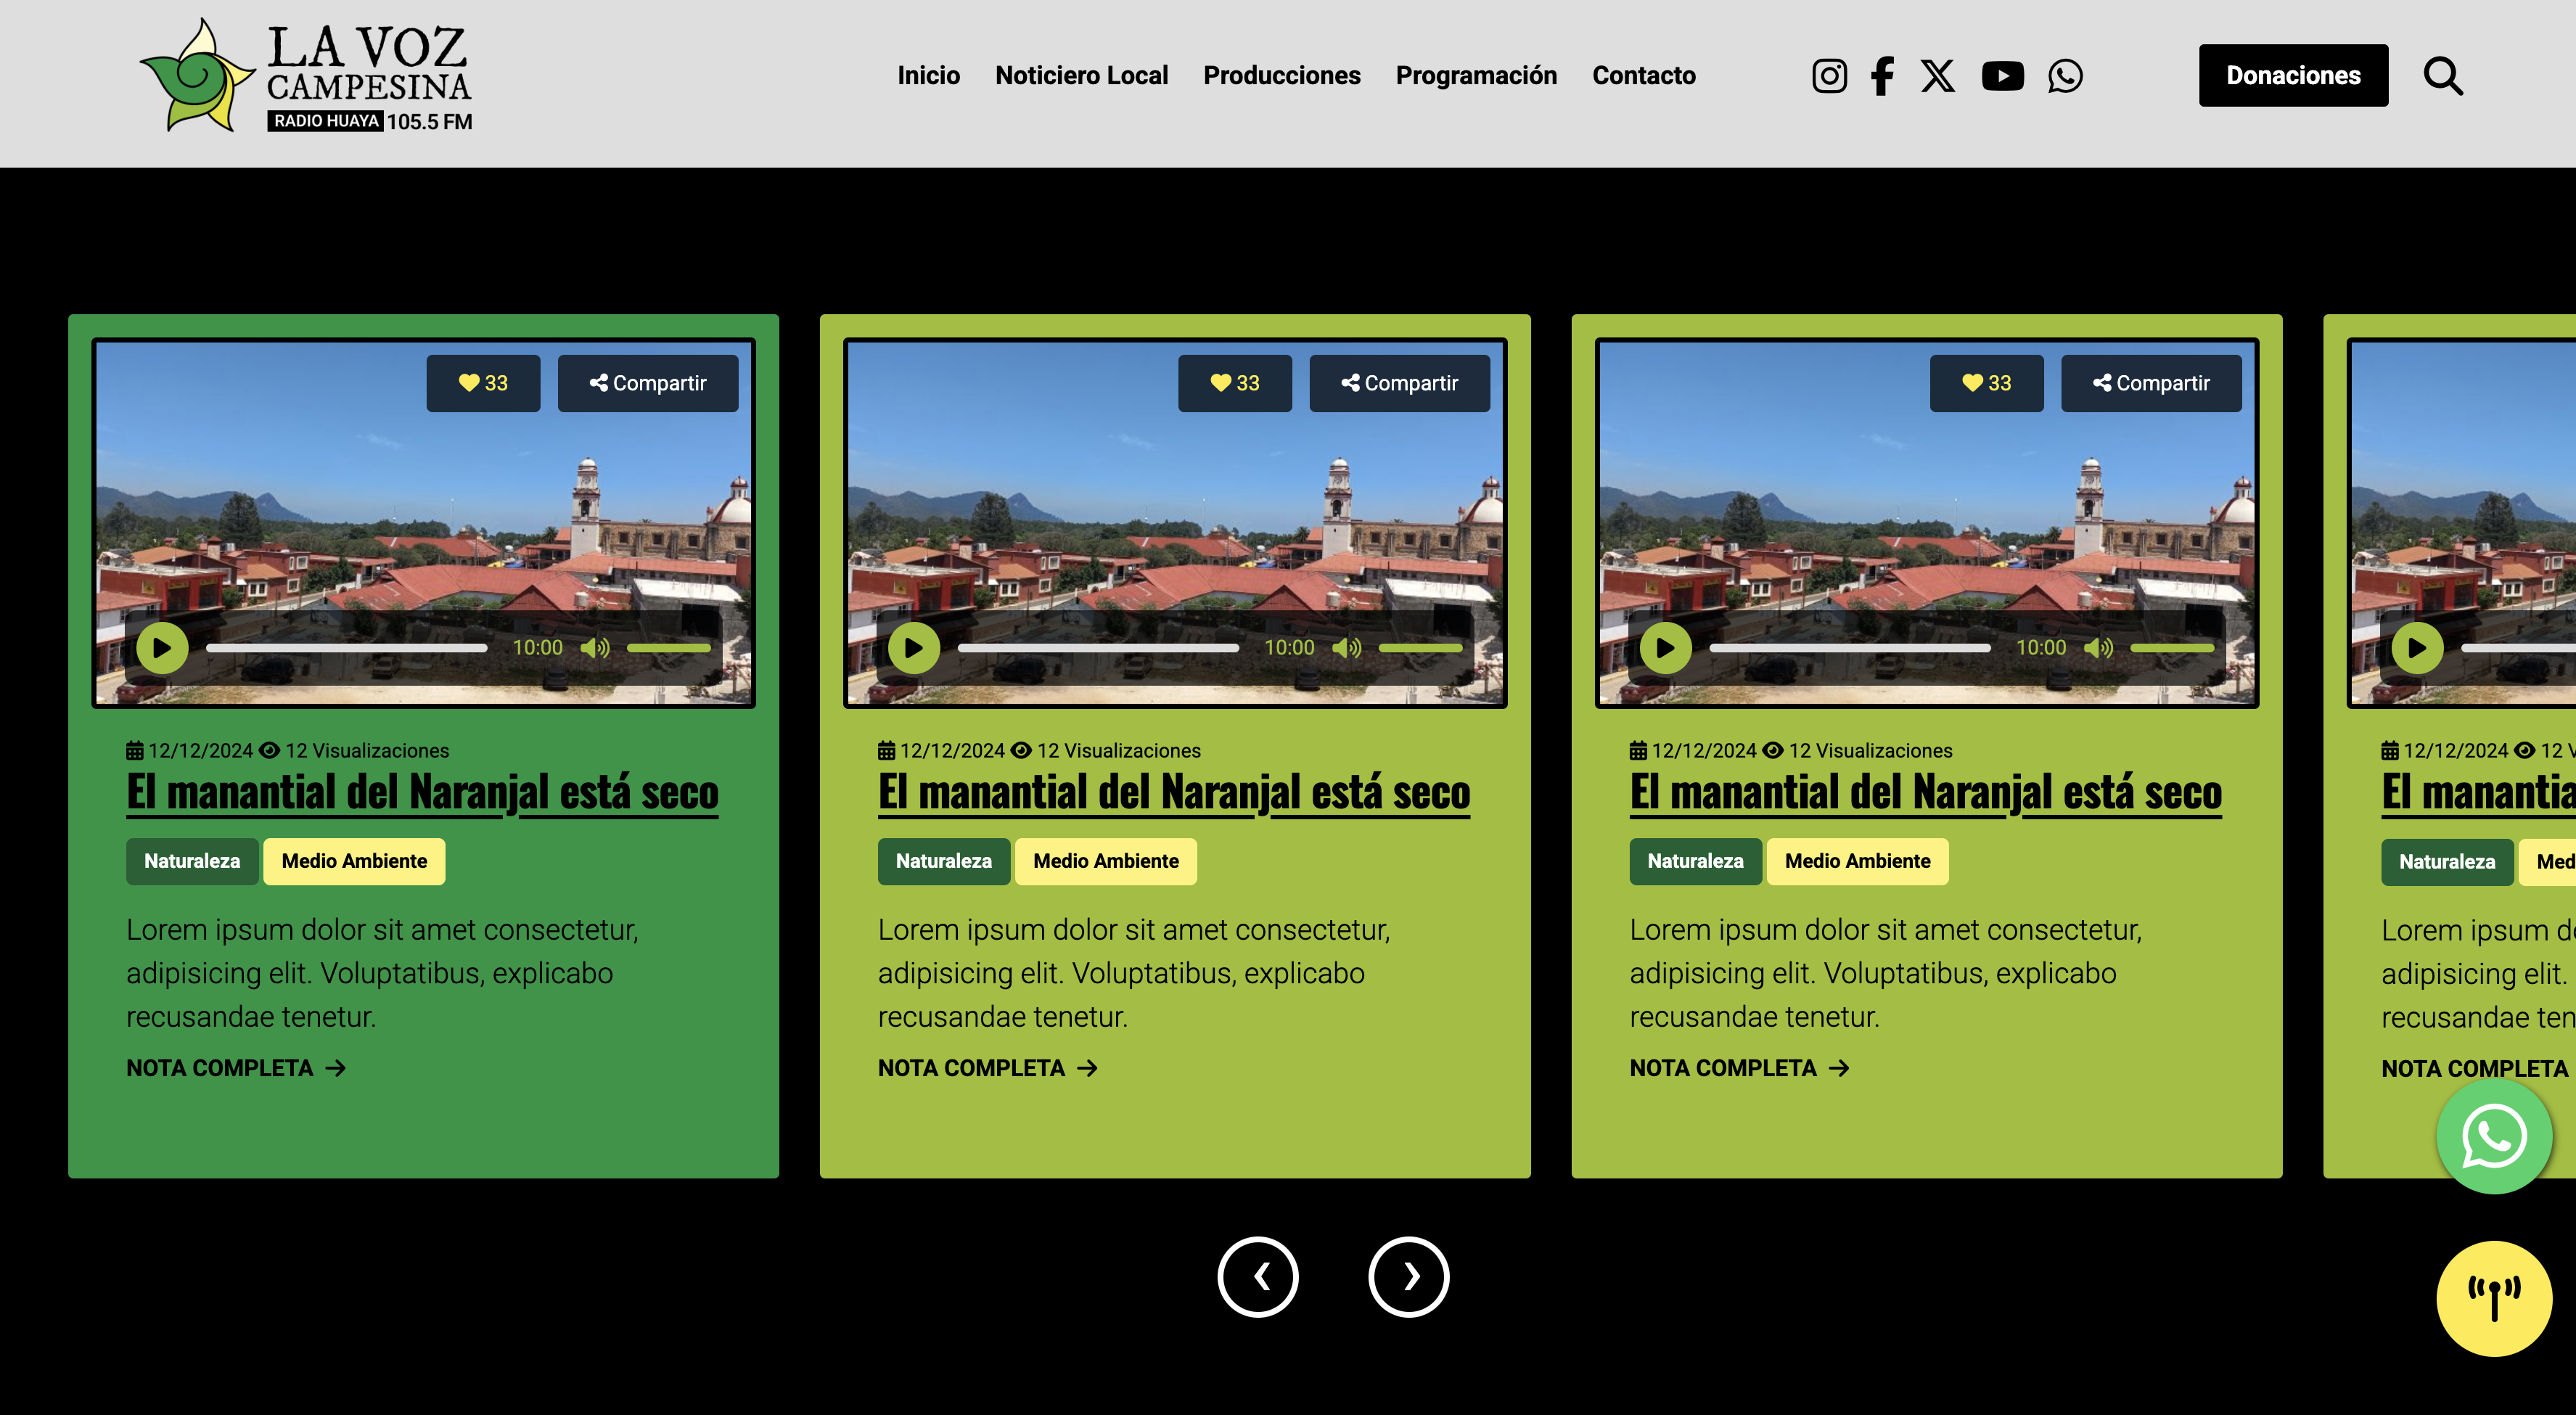 LA VOZ
CAMPESINA
RADIO HUAYA 105.5 FM
Inicio Noticiero Local Producciones Programación Contacto
Donaciones
33 Compartir
10:00
12/12/2024 12 Visualizaciones
El manantial del Naranjal está seco
Naturaleza Medio Ambiente
Lorem ipsum dolor sit amet consectetur,
adipisicing elit. Voluptatibus, explicabo
recusandae tenetur.
NOTA COMPLETA →
33 Compartir
10:00
12/12/2024 12 Visualizaciones
El manantial del Naranjal está seco
Naturaleza Medio Ambiente
Lorem ipsum dolor sit amet consectetur,
adipisicing elit. Voluptatibus, explicabo
recusandae tenetur.
NOTA COMPLETA →
33 Compartir
10:00
12/12/2024 12 Visualizaciones
El manantial del Naranjal está seco
Naturaleza Medio Ambiente
Lorem ipsum dolor sit amet consectetur,
adipisicing elit. Voluptatibus, explicabo
recusandae tenetur.
NOTA COMPLETA →
12/12/2024 12
El
Naturaleza
Lorem ipsum
adipisicing elit.
recusandae
NOTA COMPLETA